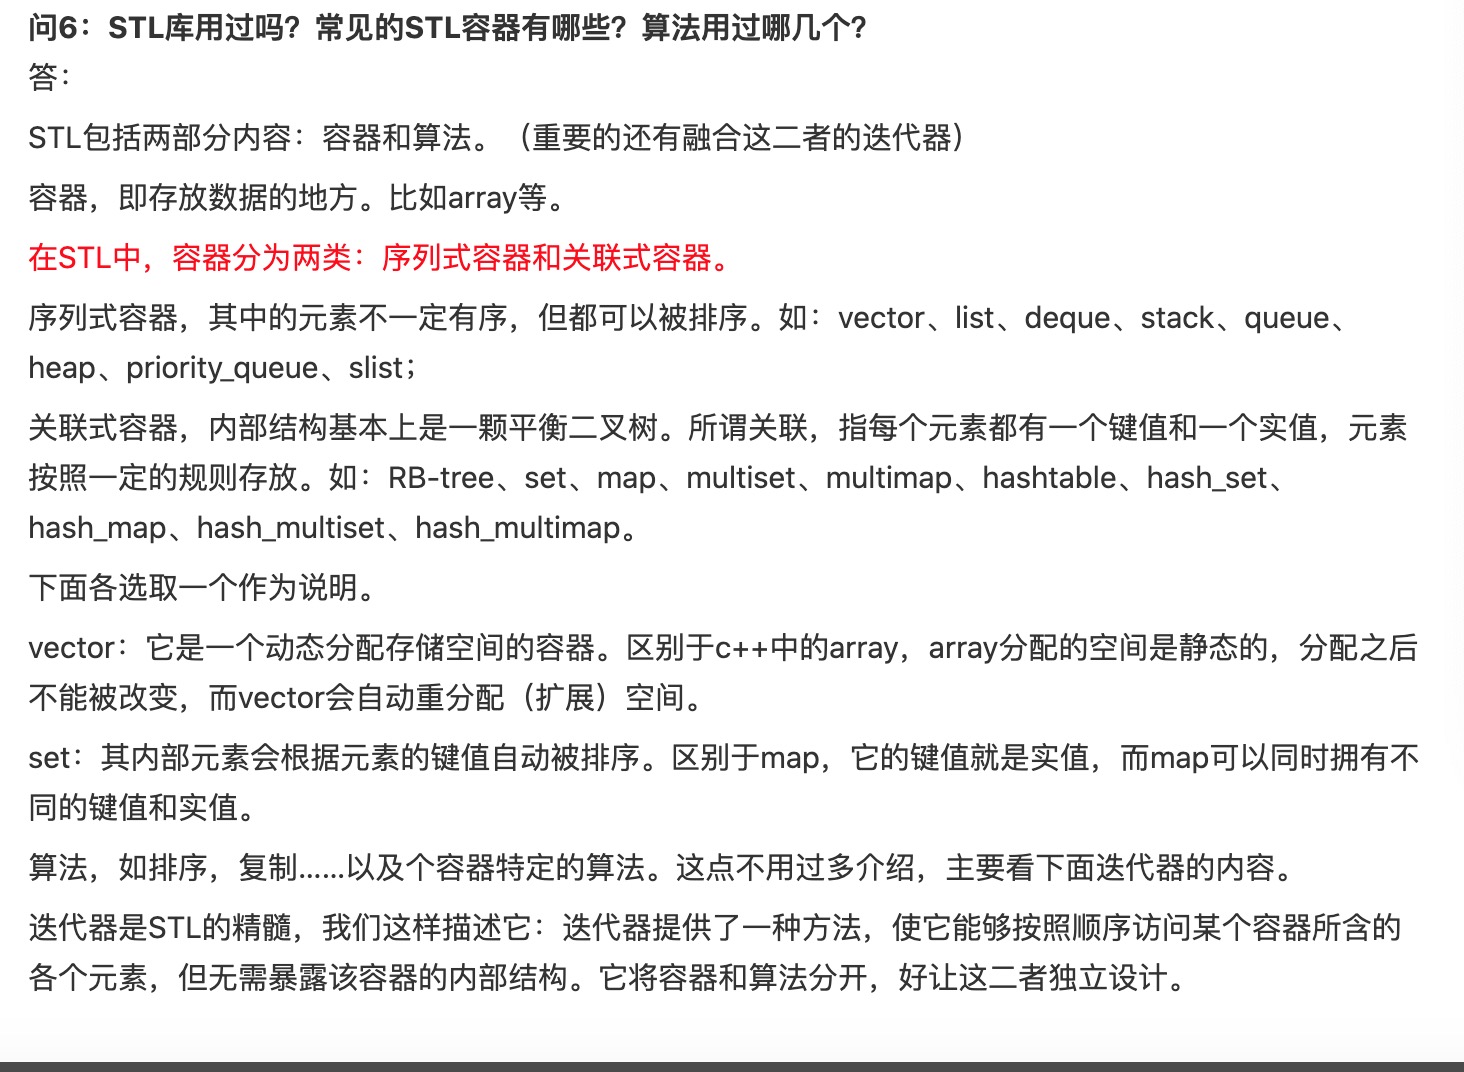 问6：STL库用过吗？常见的STL容器有哪些？算法用过哪几个？
答：
STL包括两部分内容：容器和算法。（重要的还有融合这二者的迭代器）
容器，即存放数据的地方。比如array等。
在STL中，容器分为两类：序列式容器和关联式容器。
序列式容器，其中的元素不一定有序，但都可以被排序。如：vector、list、deque、stack、queue、
heap、priority_queue、slist；
关联式容器，内部结构基本上是一颗平衡二叉树。所谓关联，指每个元素都有一个键值和一个实值，元素
按照一定的规则存放。如：RB-tree、set、map、multiset、multimap、hashtable、hash_set、
hash_map、hash_multiset、hash_multimap。
下面各选取一个作为说明。
vector：它是一个动态分配存储空间的容器。区别于c++中的array，array分配的空间是静态的，分配之后
不能被改变，而vector会自动重分配（扩展）空间。
set：其内部元素会根据元素的键值自动被排序。区别于map，它的键值就是实值，而map可以同时拥有不
同的键值和实值。
算法，如排序，复制……以及个容器特定的算法。这点不用过多介绍，主要看下面迭代器的内容。
迭代器是STL的精髓，我们这样描述它：迭代器提供了一种方法，使它能够按照顺序访问某个容器所含的
各个元素，但无需暴露该容器的内部结构。它将容器和算法分开，好让这二者独立设计。